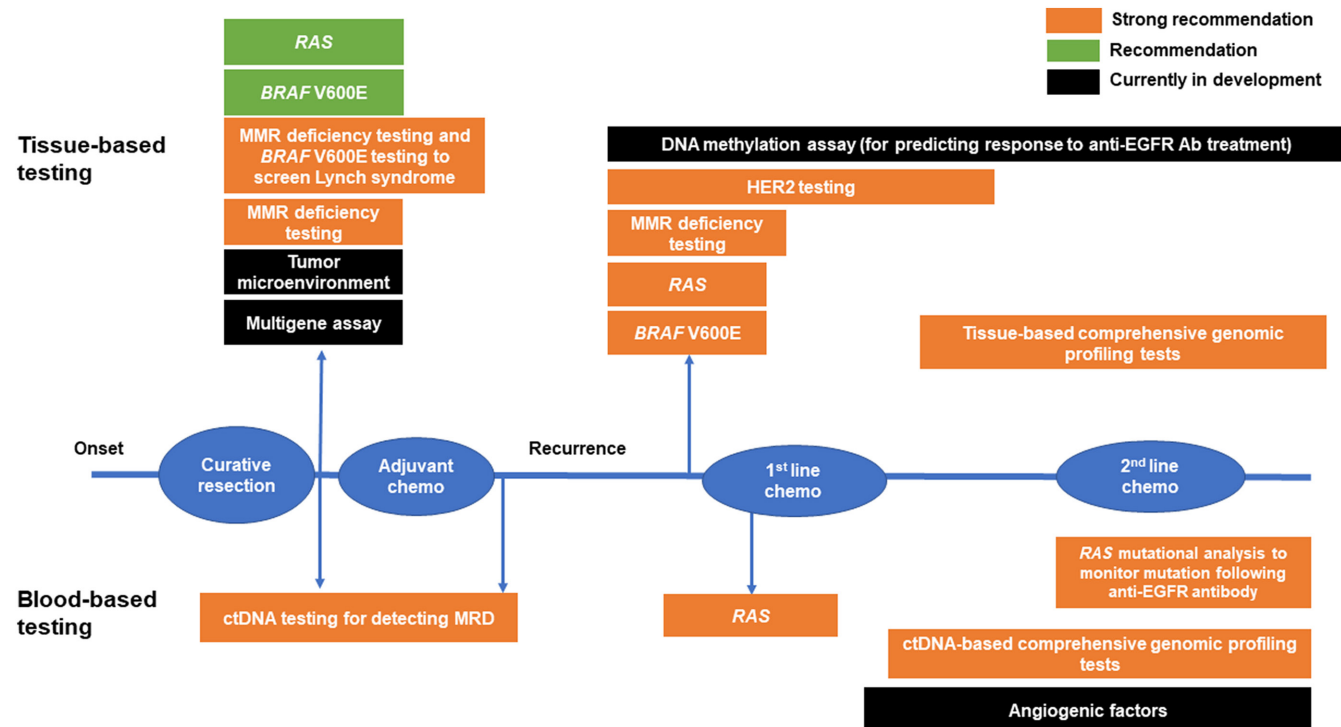 Strong recommendation
Recommendation
Currently in development
Tissue-based
testing
RAS
BRAF V600E
MMR deficiency testing and
BRAF V600E testing to
screen Lynch syndrome
MMR deficiency
testing
Tumor
microenvironment
Multigene assay
DNA methylation assay (for predicting response to anti-EGFR Ab treatment)
HER2 testing
MMR deficiency
testing
RAS
BRAF V600E
Tissue-based comprehensive genomic
profiling tests
Onset
Curative
resection
Adjuvant
chemo
Recurrence
1st line
chemo
2nd line
chemo
Blood-based
testing
ctDNA testing for detecting MRD
RAS
RAS mutational analysis to
monitor mutation following
anti-EGFR antibody
ctDNA-based comprehensive genomic profiling
tests
Angiogenic factors